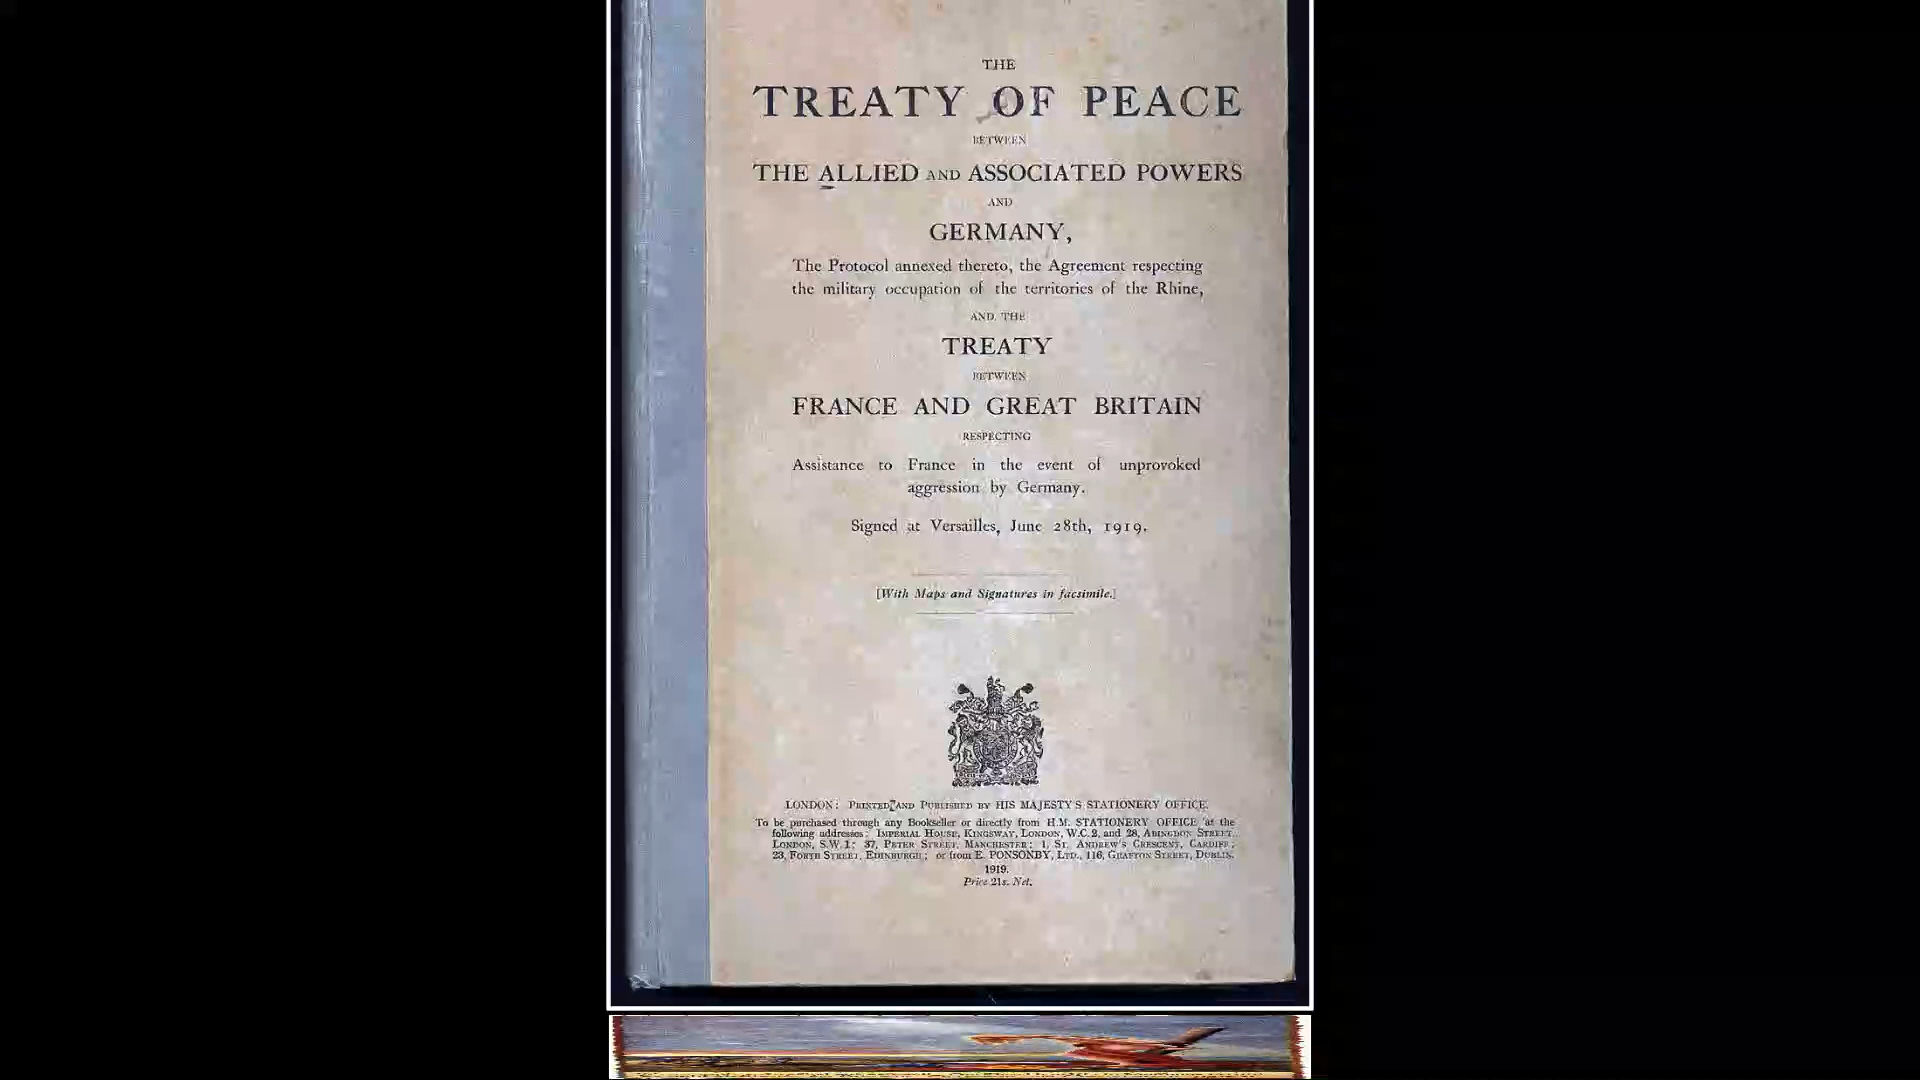 THE
TREATY OF PEACE
BETWEEN
THE ALLIED AND ASSOCIATED POWERS
AND
GERMANY,
The Protocol annexed thereto, the Agreement respecting
the military occupation of the territories of the Rhine,
AND THE
TREATY
BETWEEN
FRANCE AND GREAT BRITAIN
RESPECTING
Assistance to France in the event of unprovoked
aggression by Germany.
Signed at Versailles, June 28th, 1919.
[With Maps and Signatures in facsimile.]
LONDON: PRINTED AND PUBLISHED BY HIS MAJESTY'S STATIONERY OFFICE.
To be purchased through any Bookseller or directly from H.M. STATIONERY OFFICE at the
following addresses: IMPERIAL HOUSE, KINGSWAY, LONDON, W.C.2, and 28, ABINGDON STREET,
LONDON, S.W.1; 37, PETER STREET, MANCHESTER; 1, ST. ANDREW'S CRESCENT, CARDIFF;
23, FORTH STREET, EDINBURGH; or from E. PONSONBY, LTD., 116, GRAFTON STREET, DUBLIN.
1919.
Price 21s. Net.